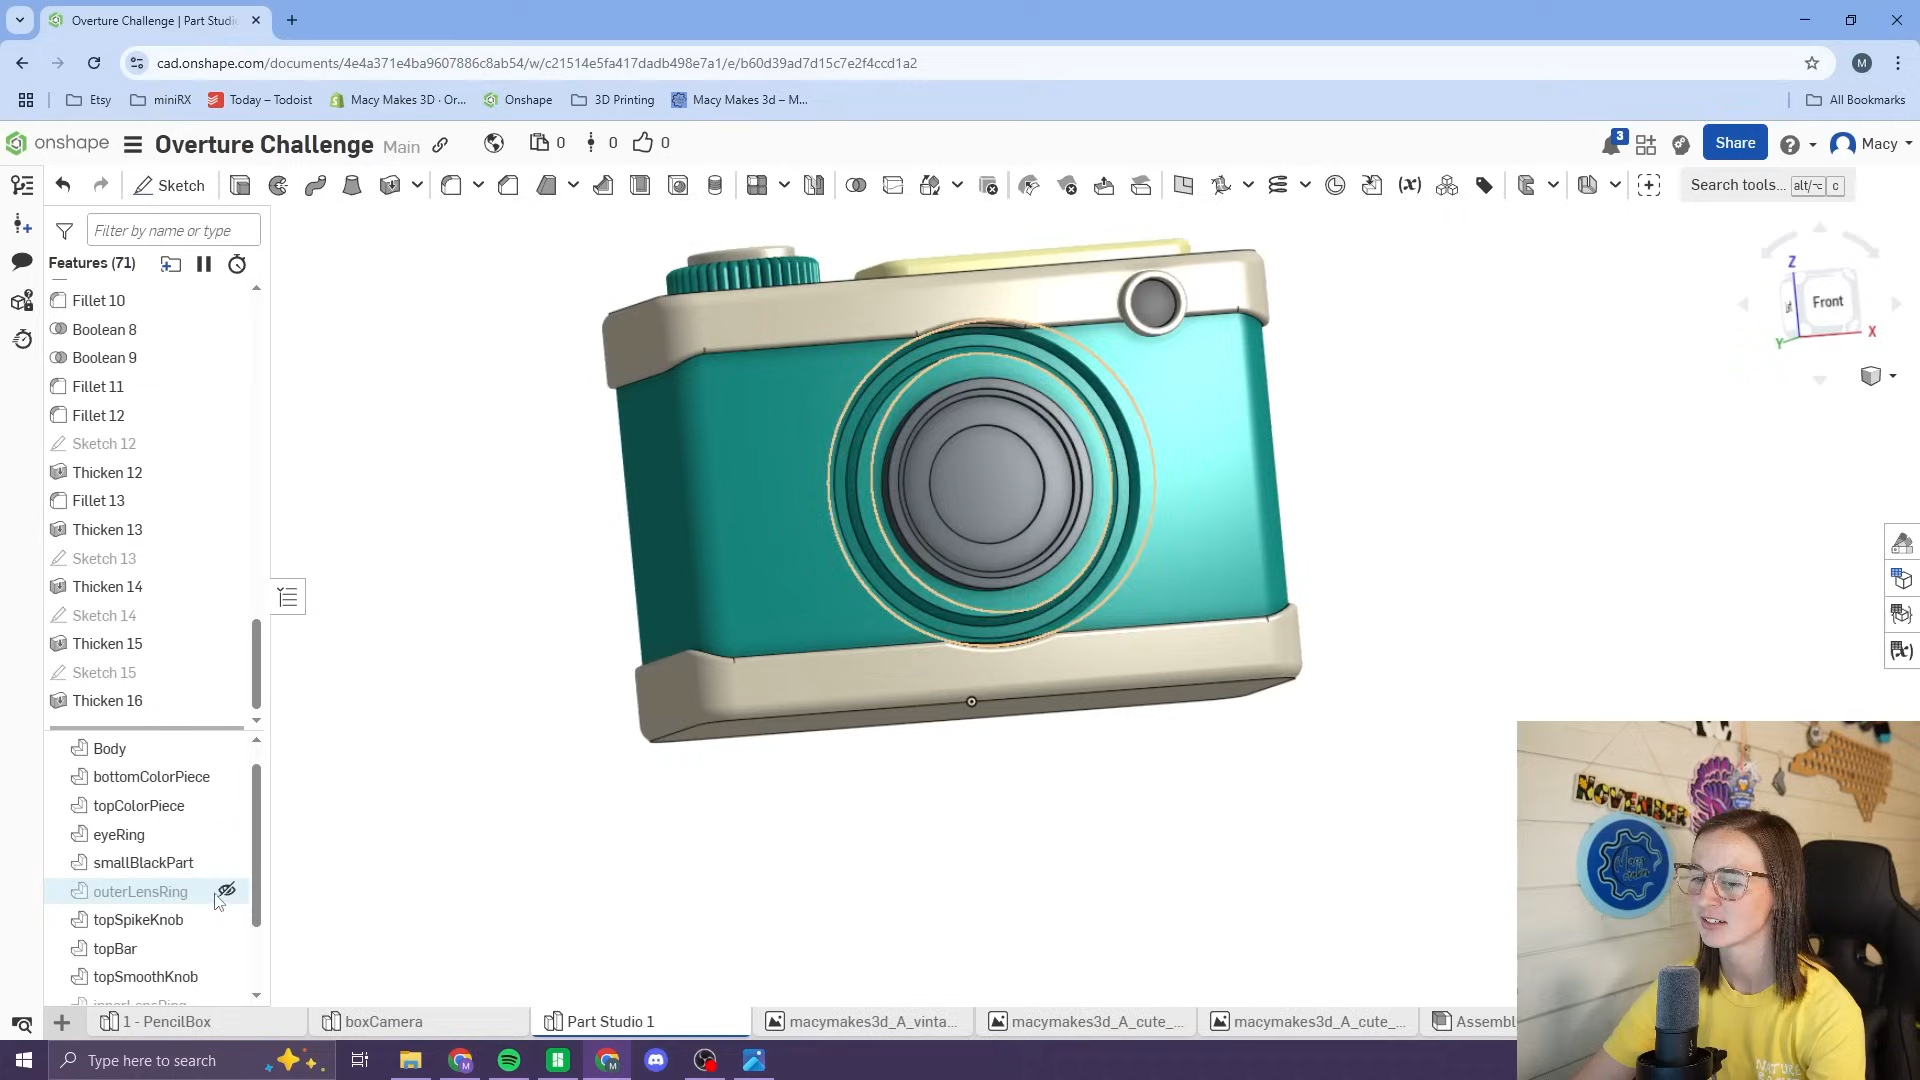 Overture Challenge | Part Studi
cad.onshape.com/documents/4e4a371e4ba9607886c8ab54/w/c21514e5fa417dadb498e7a1/e/b60d39ad7d15c7e2f4ccd1a2
M
Etsy
miniRX
Today – Todoist
Macy Makes 3D · Or...
Onshape
3D Printing
Macy Makes 3d – M...
All Bookmarks
onshape
Overture Challenge
Main
0
0
0
3
Share
Macy
Sketch
(x)
Search tools...
alt/⌥
c
Filter by name or type
Features (71)
Fillet 10
Boolean 8
Boolean 9
Fillet 11
Fillet 12
Sketch 12
Thicken 12
Fillet 13
Thicken 13
Sketch 13
Thicken 14
Sketch 14
Thicken 15
Sketch 15
Thicken 16
Z
Front
X
Y
Body
bottomColorPiece
topColorPiece
eyeRing
smallBlackPart
outerLensRing
topSpikeKnob
topBar
topSmoothKnob
innerLensRing
NOVEMBER
1 - PencilBox
boxCamera
Part Studio 1
macymakes3d_A_vinta...
macymakes3d_A_cute_...
macymakes3d_A_cute_...
Assembl
Type here to search
NATURE